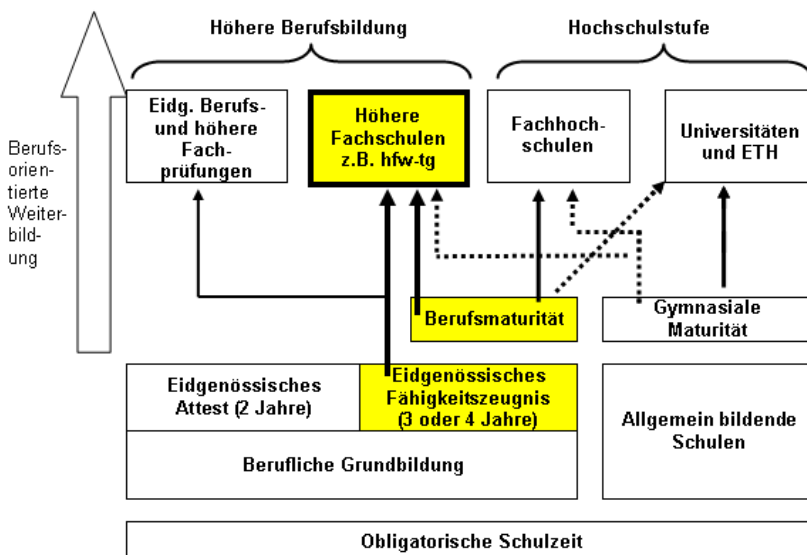 Höhere Berufsbildung
Hochschulstufe
Eidg. Berufs-
und höhere
Fach-
prüfungen
Höhere
Fachschulen
z.B. hfw-tg
Fachhoch-
schulen
Universitäten
und ETH
Berufs-
orien-
tierte
Weiter-
bild-
ung
Berufsmaturität
Gymnasiale
Maturität
Eidgenössisches
Attest (2 Jahre)
Eidgenössisches
Fähigkeitszeugnis
(3 oder 4 Jahre)
Allgemein bildende
Schulen
Berufliche Grundbildung
Obligatorische Schulzeit